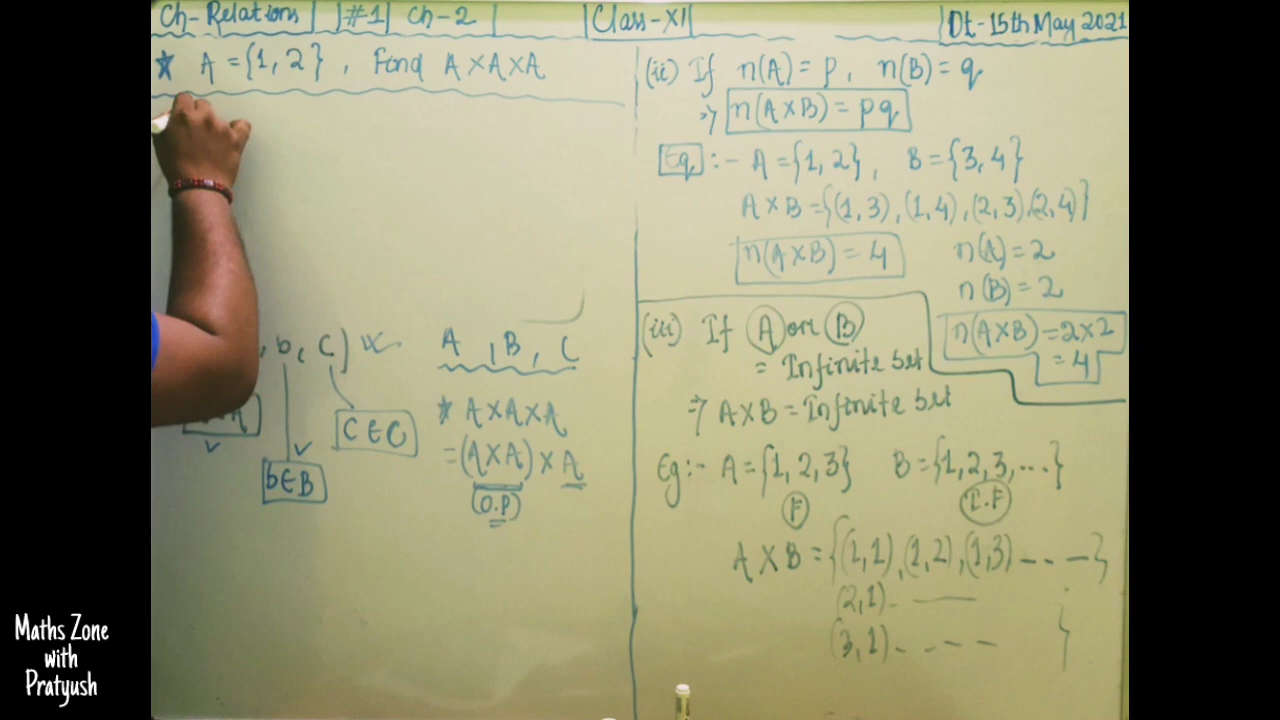 Ch-Relations | #1 | Ch-2 | Class-XI | Dt-15th May 2021
★ A = {1, 2}, Find A×A×A
, b, c) A, B, C
b∈B
C∈C
* A×A×A
= (A×A)×A
(O.P)
(ii) If n(A) = p, n(B) = q
⇒ n(A×B) = pq
Eg :- A = {1, 2}, B = {3, 4}
A×B = {(1, 3), (1, 4), (2, 3), (2, 4)}
n(A×B) = 4
n(A) = 2
n(B) = 2
n(A×B) = 2×2
= 4
(iii) If A or B
= Infinite set
⇒ A×B = Infinite set
Eg :- A = {1, 2, 3} B = {1, 2, 3, ....}
F I.F
A×B = {(1, 1), (1, 2), (1, 3) - - - -}
(2, 1) - ——
(3, 1) - - - - }
Maths Zone
with
Pratyush